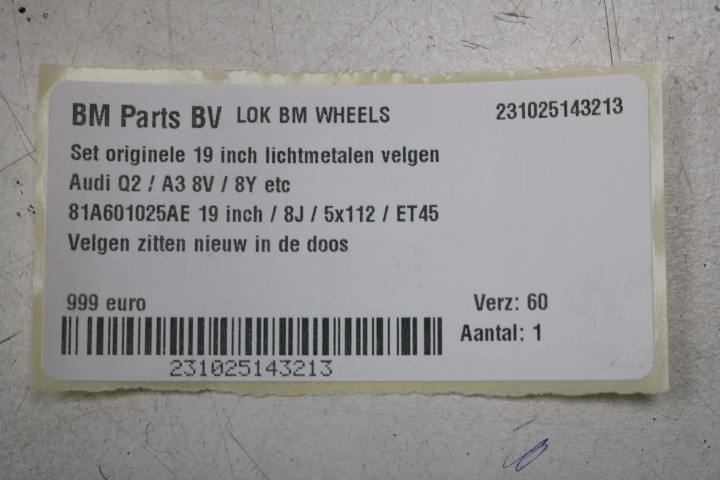 BM Parts BV LOK BM WHEELS 231025143213
Set originele 19 inch lichtmetalen velgen
Audi Q2 / A3 8V / 8Y etc
81A601025AE 19 inch / 8J / 5x112 / ET45
Velgen zitten nieuw in de doos
999 euro Verz: 60
Aantal: 1
231025143213